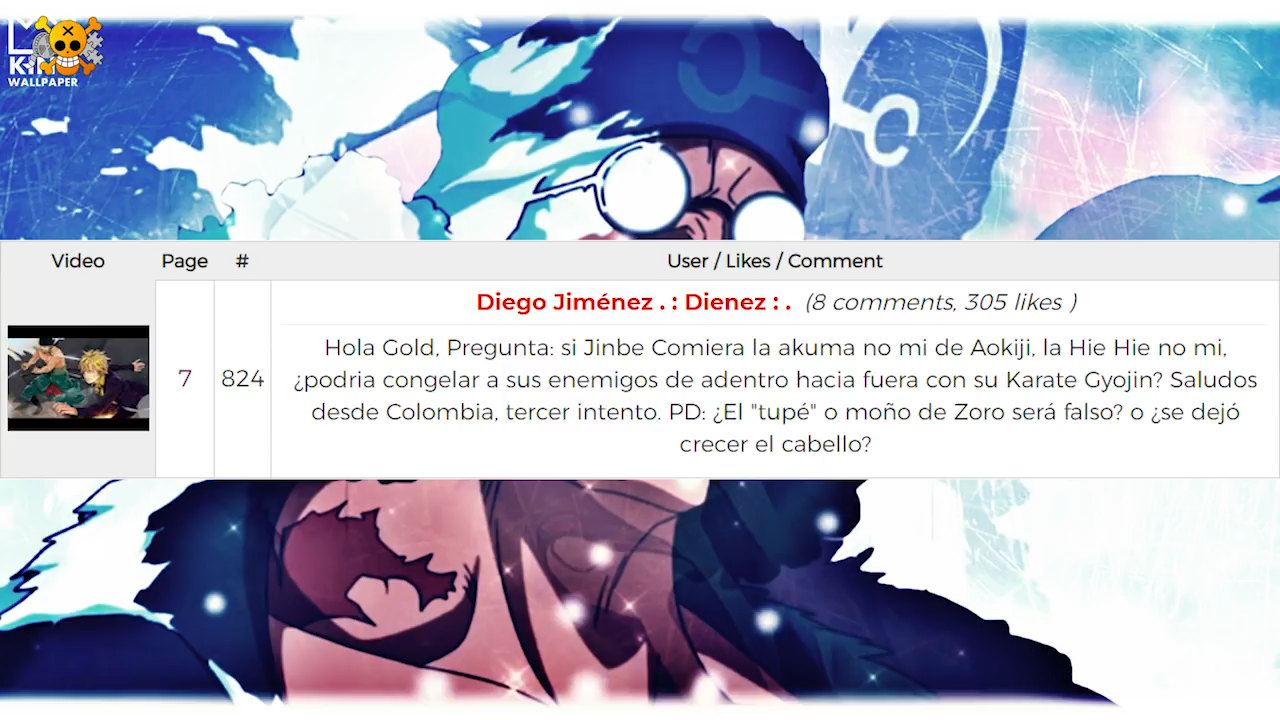 WALLPAPER
Video Page # User / Likes / Comment
Diego Jiménez . : Dienez : . (8 comments, 305 likes )
7 824
Hola Gold, Pregunta: si Jinbe Comiera la akuma no mi de Aokiji, la Hie Hie no mi,
¿podria congelar a sus enemigos de adentro hacia fuera con su Karate Gyojin? Saludos
desde Colombia, tercer intento. PD: ¿El "tupé" o moño de Zoro será falso? o ¿se dejó
crecer el cabello?